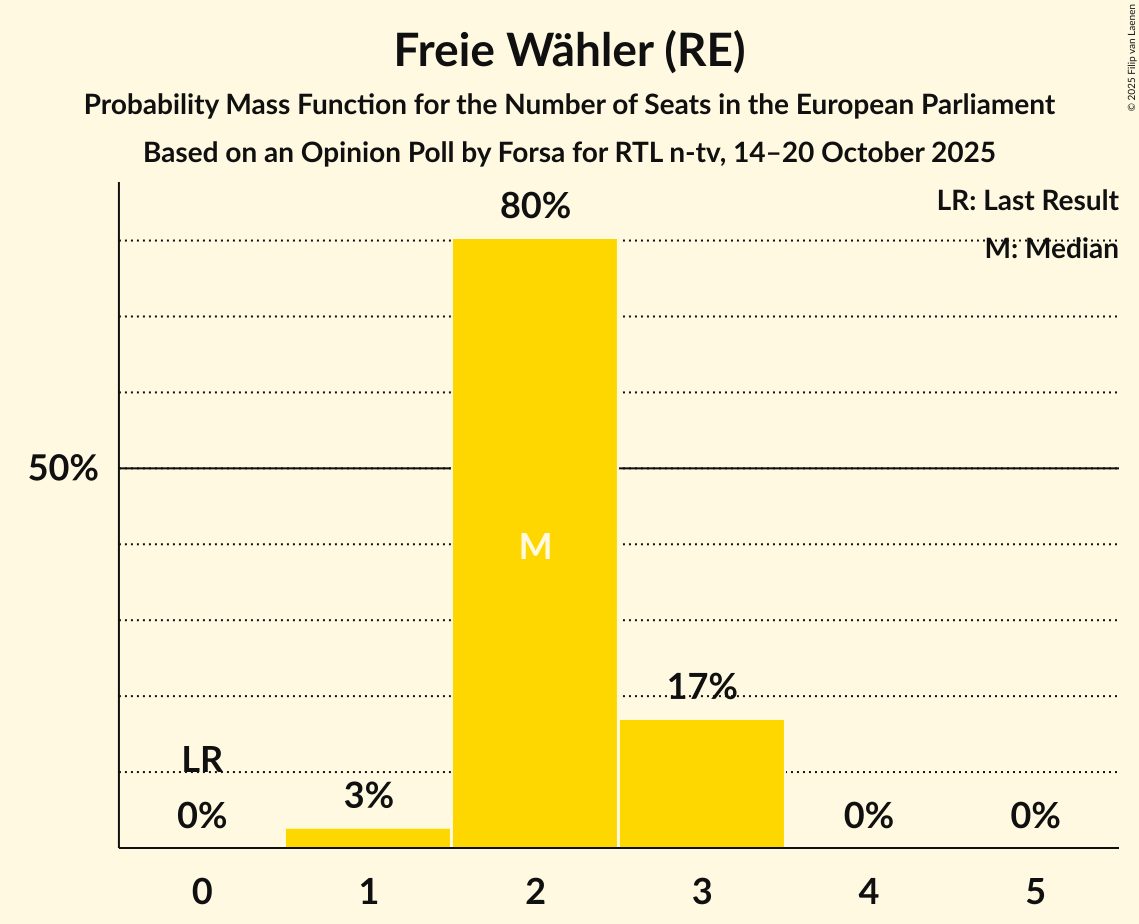 Freie Wähler (RE)
Probability Mass Function for the Number of Seats in the European Parliament
Based on an Opinion Poll by Forsa for RTL n-tv, 14–20 October 2025
© 2025 Filip van Laenen
LR: Last Result
M: Median
80%
50%
M
17%
LR
3%
0%
0%
0%
0 1 2 3 4 5